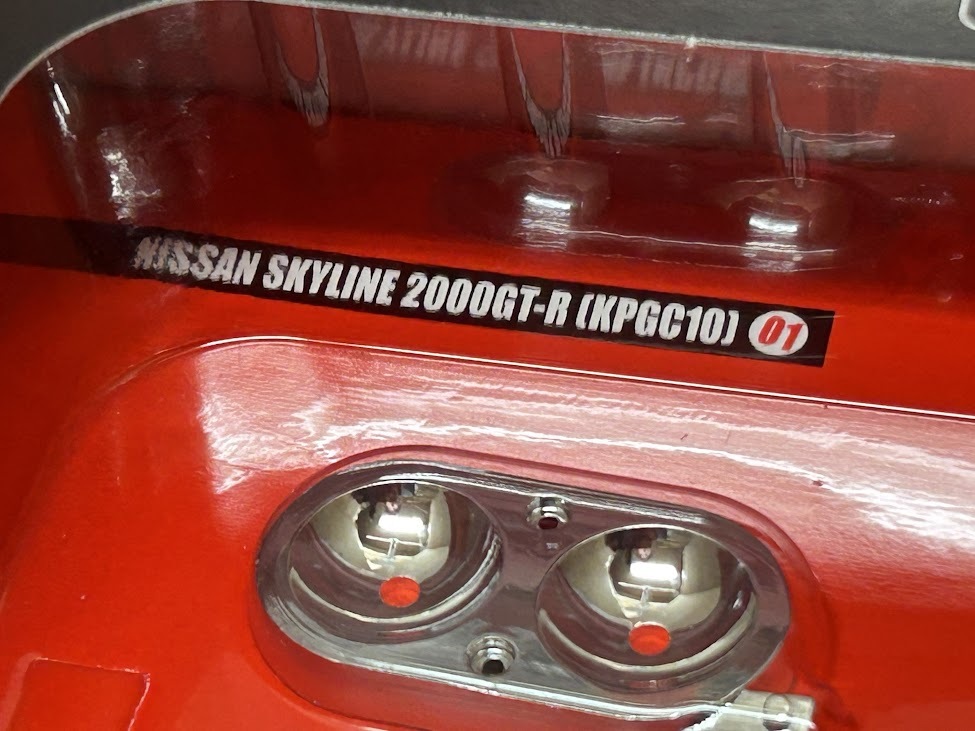 NISSAN SKYLINE 2000GT-R (KPGC10) 01